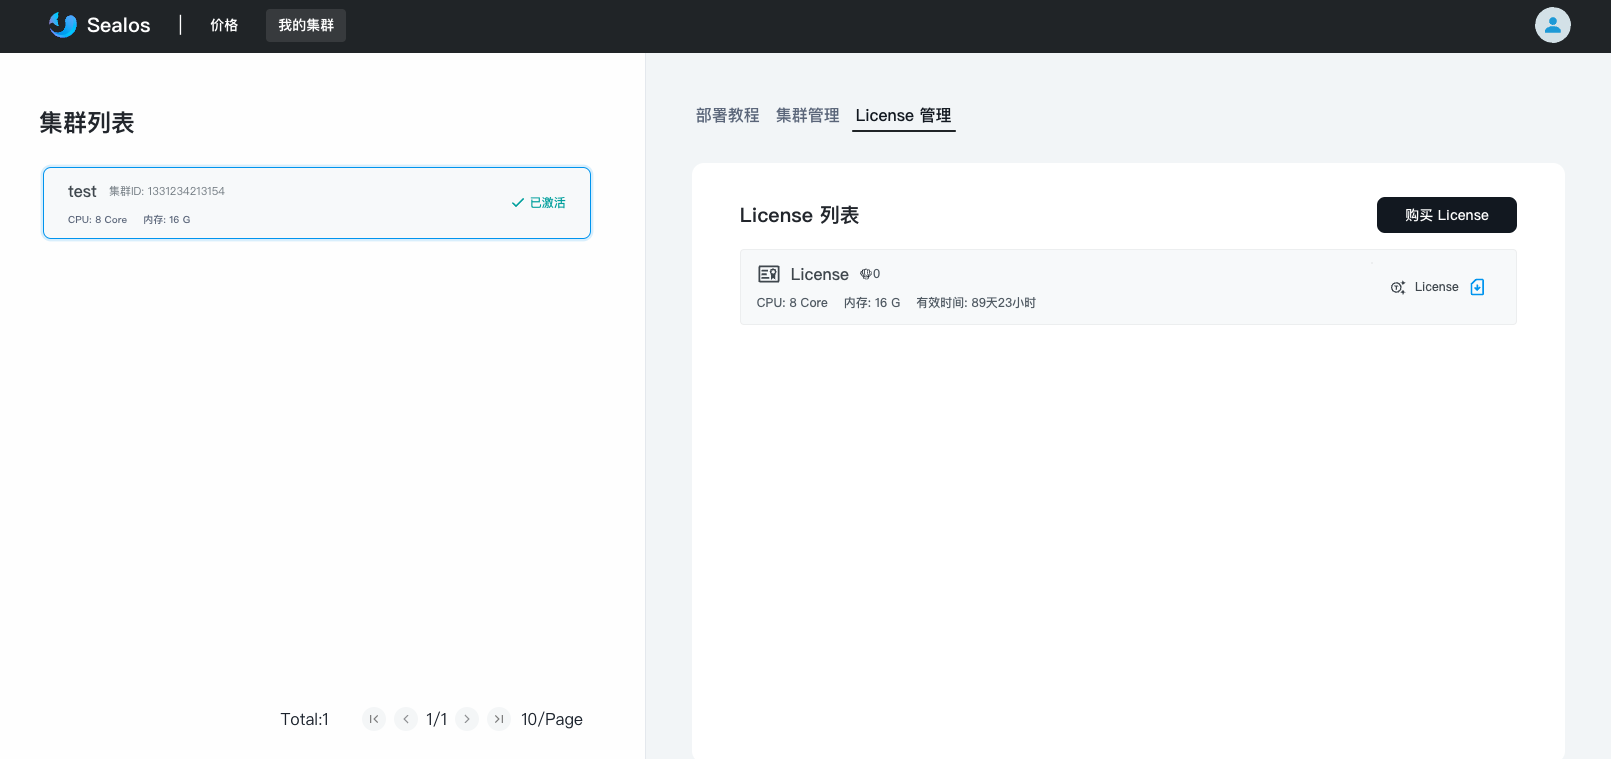 Sealos
价格
我的集群
集群列表
test 集群ID: 1331234213154
CPU: 8 Core 内存: 16 G
已激活
Total:1
1/1
10/Page
部署教程 集群管理 License 管理
License 列表
购买 License
License 0
CPU: 8 Core 内存: 16 G 有效时间: 89天23小时
License